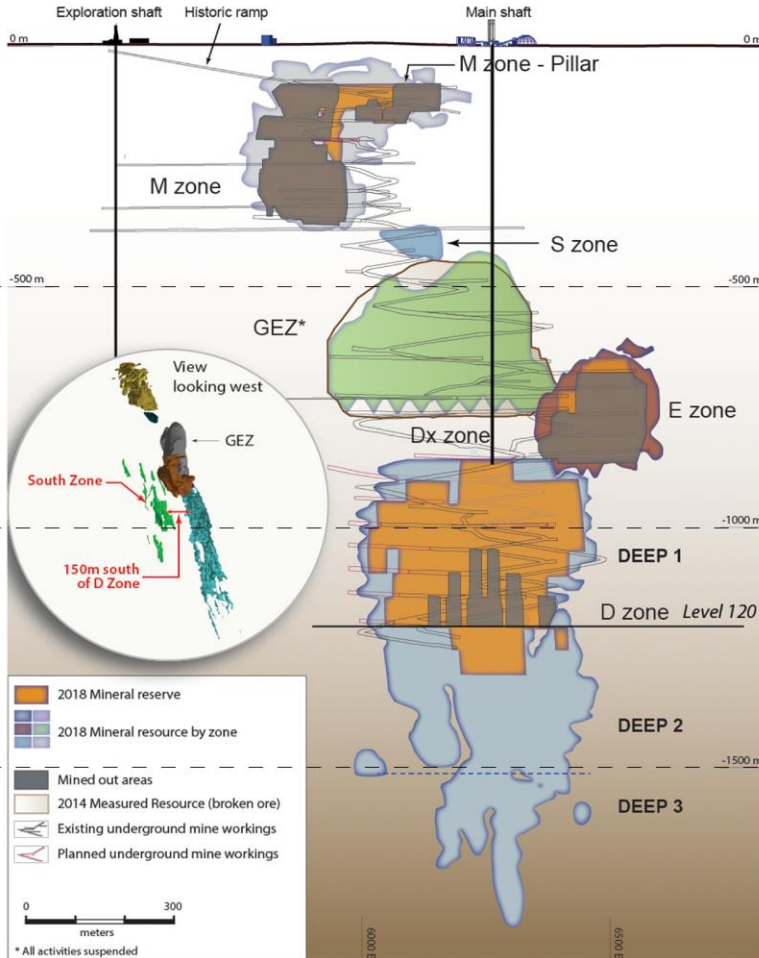 Exploration shaft
Historic ramp
Main shaft
0 m
0 m
M zone - Pillar
M zone
S zone
-500 m
-500 m
GEZ*
View
looking west
GEZ
E zone
Dx zone
South Zone
-1000 m
150m south
of D Zone
DEEP 1
D zone Level 120
2018 Mineral reserve
2018 Mineral resource by zone
DEEP 2
-1500 m
Mined out areas
2014 Measured Resource (broken ore)
DEEP 3
Existing underground mine workings
Planned underground mine workings
0 300
meters
6000 E
6500 E
* All activities suspended